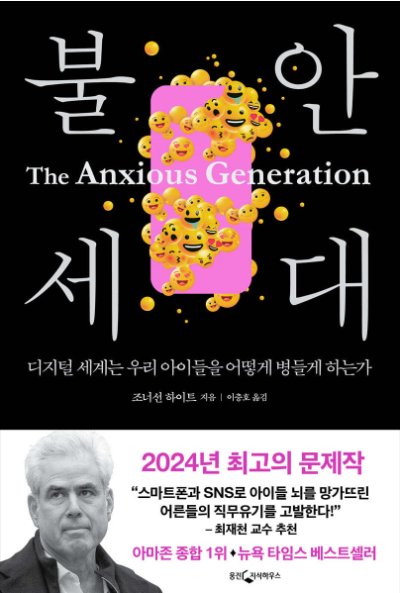 불안
The Anxious Generation
세대
디지털 세계는 우리 아이들을 어떻게 병들게 하는가
조너선 하이트 지음 | 이충호 옮김
2024년 최고의 문제작
“스마트폰과 SNS로 아이들 뇌를 망가뜨린
어른들의 직무유기를 고발한다!”
– 최재천 교수 추천
아마존 종합 1위 ♦ 뉴욕 타임스 베스트셀러
웅진 지식하우스